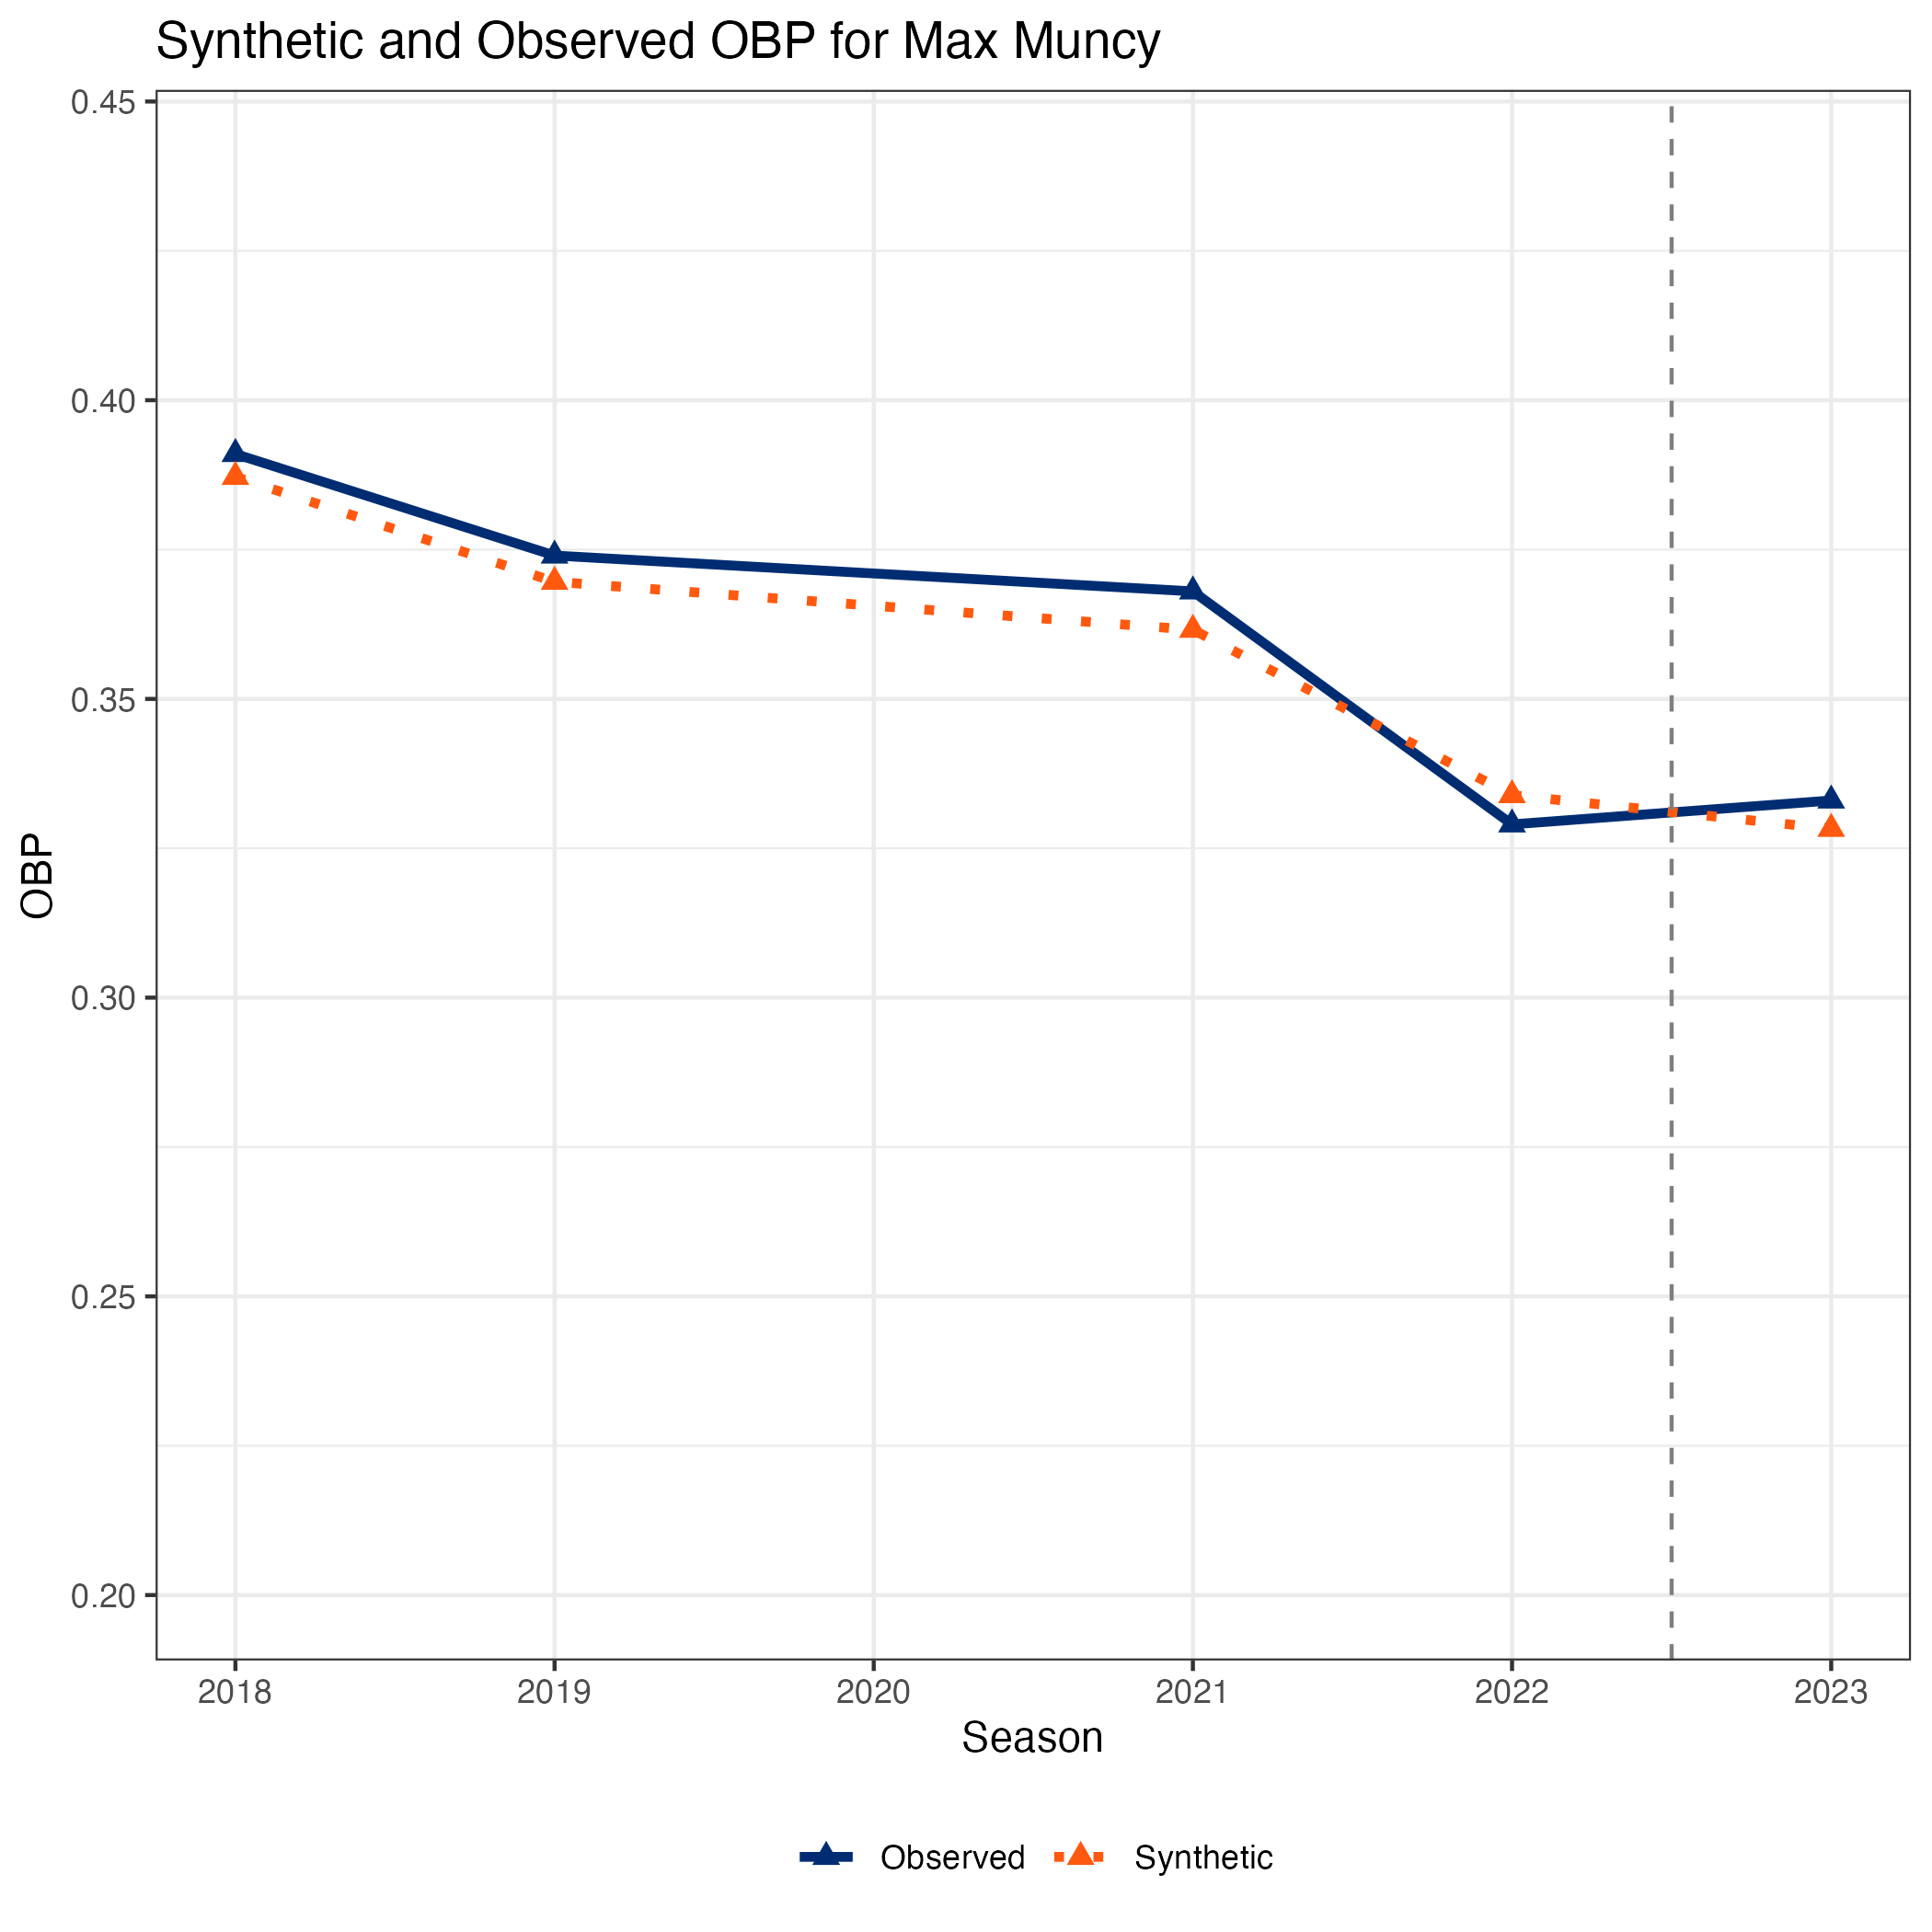 Synthetic and Observed OBP for Max Muncy
0.45
0.40
0.35
0.30
0.25
0.20
OBP
2018 2019 2020 2021 2022 2023
Season
Observed Synthetic